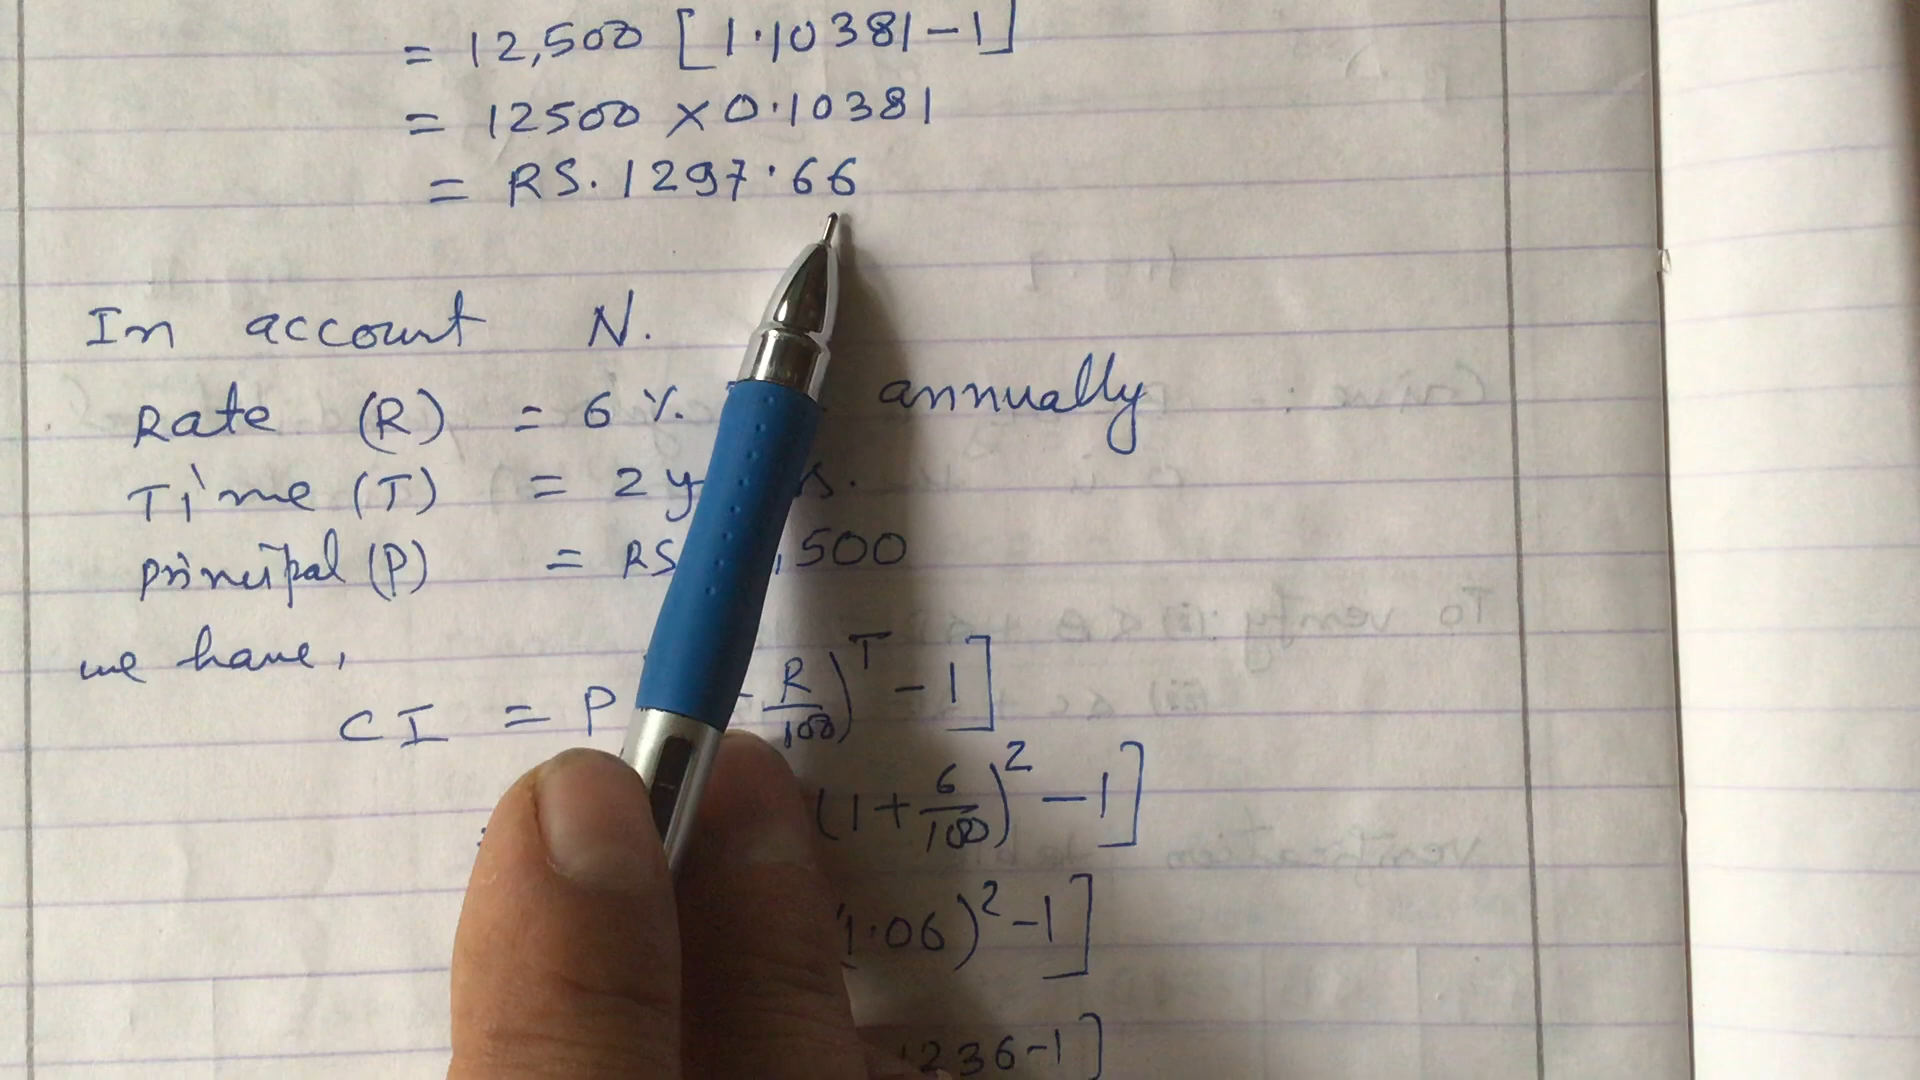 = 12,500 [1.10381-1]
= 12500 × 0.10381
= RS. 1297.66
In account N.
Rate (R) = 6 %. annually
Time (T) = 2
Principal (P) = RS ,500
we have,
CI = P R/100)^T - 1]
(1 + 6/100)^2 - 1]
1.06)^2 - 1]
236-1]